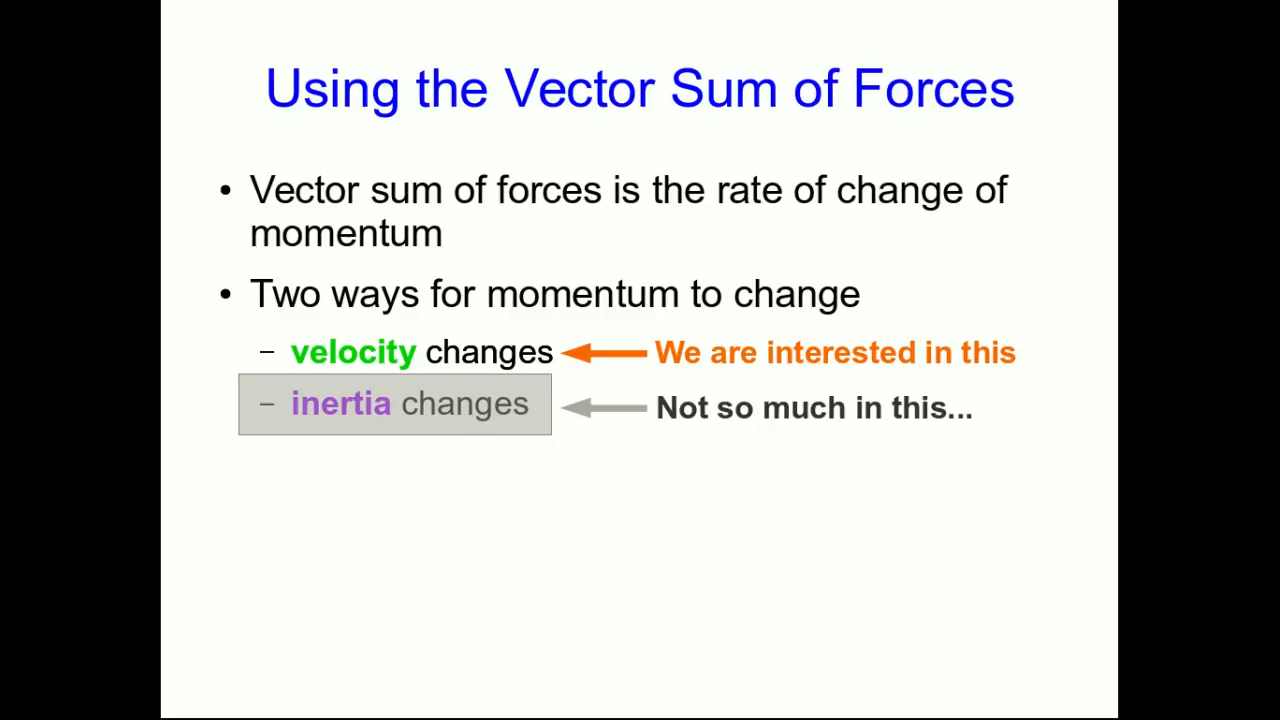 Using the Vector Sum of Forces
• Vector sum of forces is the rate of change of
momentum
• Two ways for momentum to change
– velocity changes We are interested in this
– inertia changes Not so much in this...